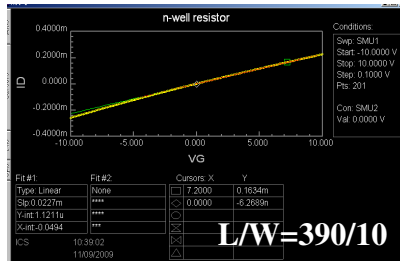 n-well resistor
Conditions:
Swp: SMU1
Start: -10.0000 V
Stop: 10.0000 V
Step: 0.1000 V
Pts: 201
Con: SMU2
Val: 0.0000 V
0.4000m
0.2000m
0.0000
-0.2000m
-0.4000m
ID
-10.000 -5.000 0.000 5.000 10.000
VG
Fit#1: Fit#2: Cursors: X Y
Type: Linear None 7.2000 0.1634m
Slp:0.0227m **** 0.0000 -6.2689n
Y-int:1.1211u ****
X-int:-0.0494 ****
ICS 10:39:02
11/09/2009
L/W=390/10